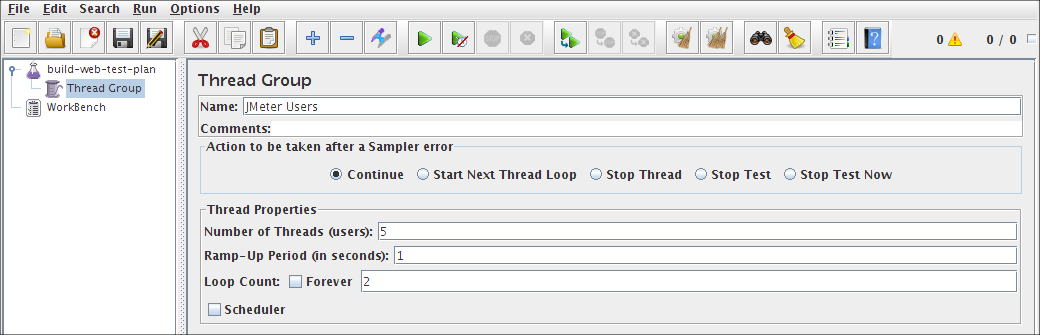 File Edit Search Run Options Help
0 0 / 0
build-web-test-plan
Thread Group
WorkBench
Thread Group
Name: JMeter Users
Comments:
Action to be taken after a Sampler error
Continue Start Next Thread Loop Stop Thread Stop Test Stop Test Now
Thread Properties
Number of Threads (users): 5
Ramp-Up Period (in seconds): 1
Loop Count: Forever 2
Scheduler